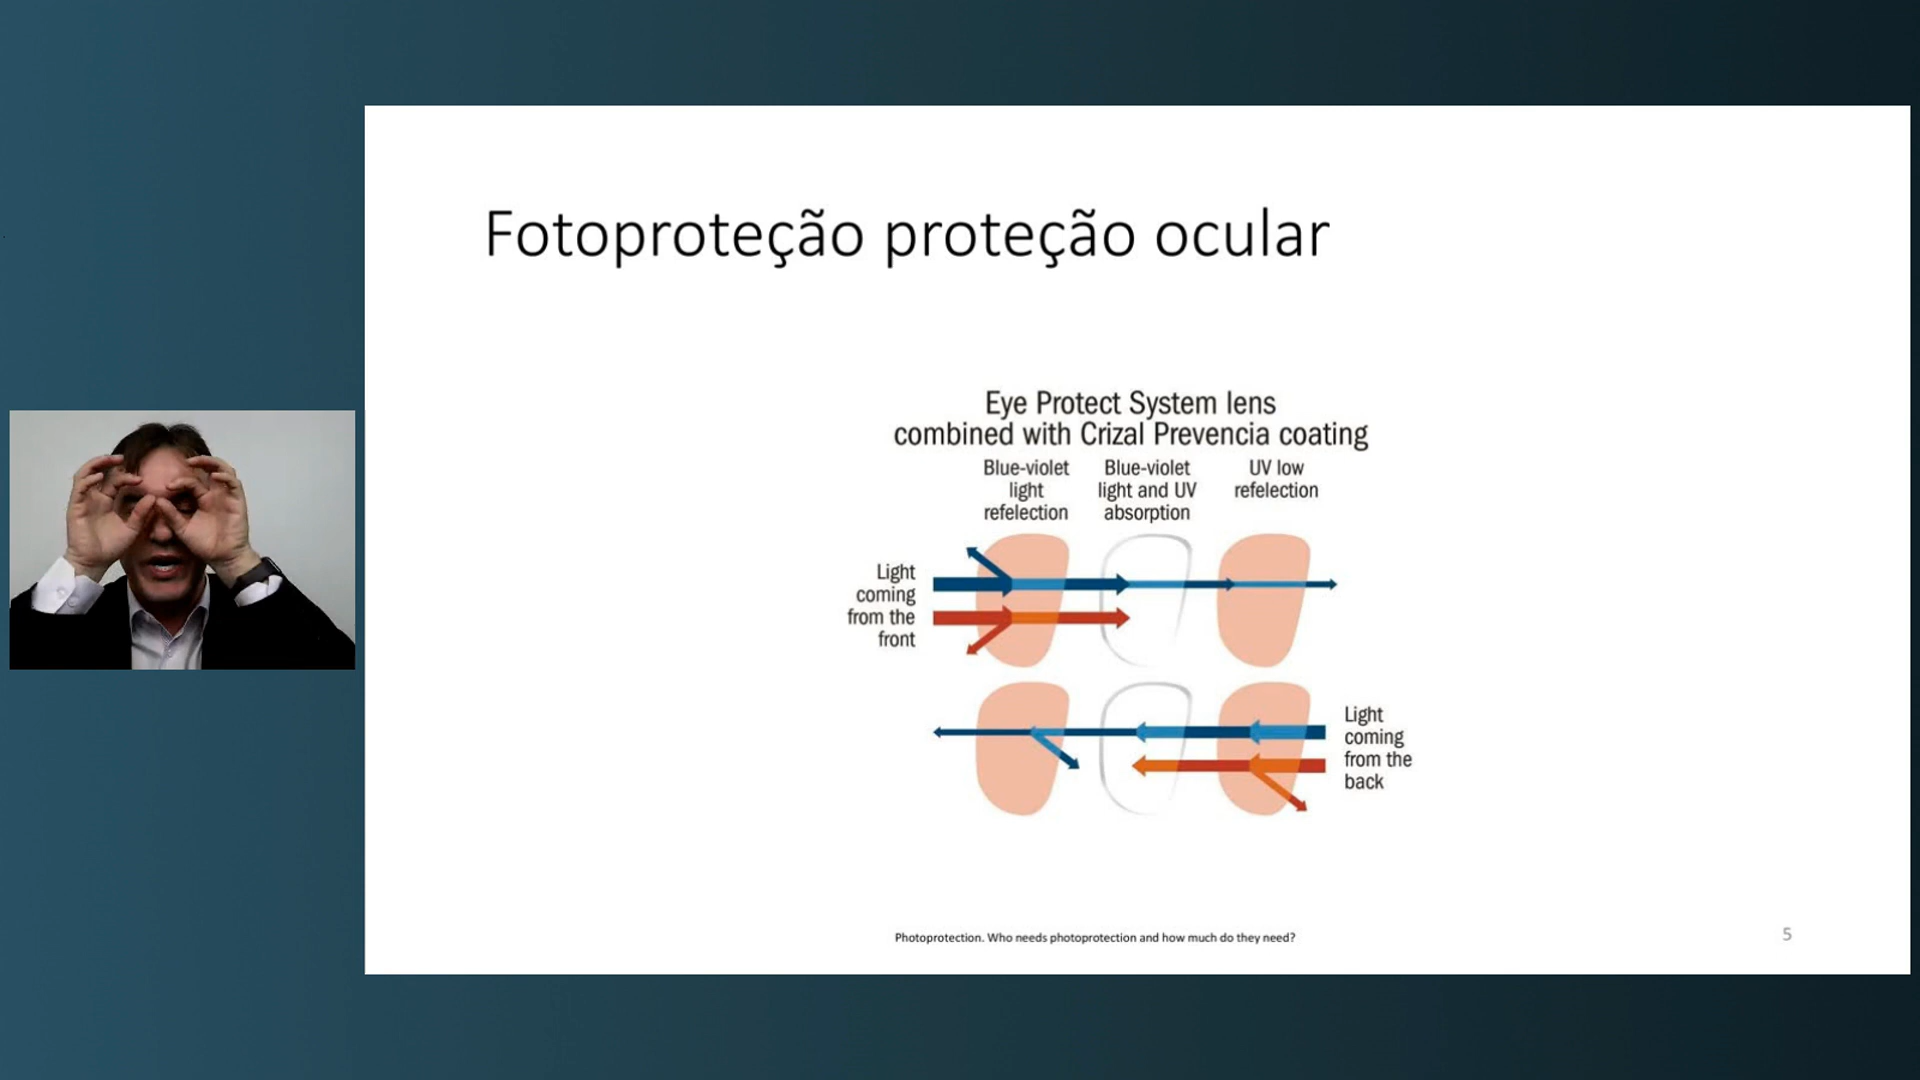 Fotoproteção proteção ocular
Eye Protect System lens
combined with Crizal Prevencia coating
Blue-violet
light
refelection
Blue-violet
light and UV
absorption
UV low
refelection
Light
coming
from the
front
Light
coming
from the
back
Photoprotection. Who needs photoprotection and how much do they need?
5